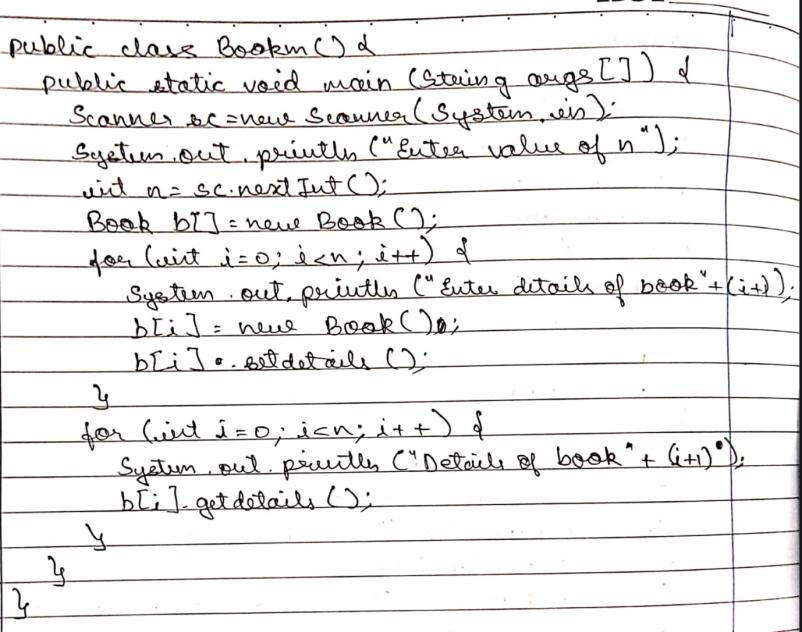 public class Bookm() {
public static void main (String args[]) {
Scanner sc = new Scanner(System.in);
System.out.println("Enter value of n");
int n = sc.nextInt();
Book b[] = new Book();
for (int i=0; i<n; i++) {
System.out.println("Enter details of book"+(i+1));
b[i] = new Book();
b[i].setdetails();
}
for (int i=0; i<n; i++) {
System.out.println("Details of book"+ (i+1)");
b[i].getdetails();
}
}
}